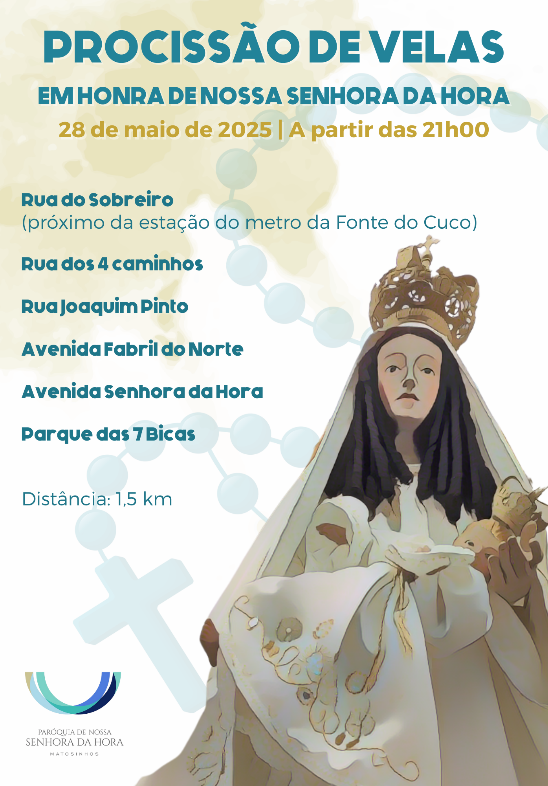 PROCISSÃO DE VELAS
EM HONRA DE NOSSA SENHORA DA HORA
28 de maio de 2025 | A partir das 21h00
Rua do Sobreiro
(próximo da estação do metro da Fonte do Cuco)
Rua dos 4 caminhos
Rua Joaquim Pinto
Avenida Fabril do Norte
Avenida Senhora da Hora
Parque das 7 Bicas
Distância: 1,5 km
PARÓQUIA DE NOSSA
SENHORA DA HORA
MATOSINHOS